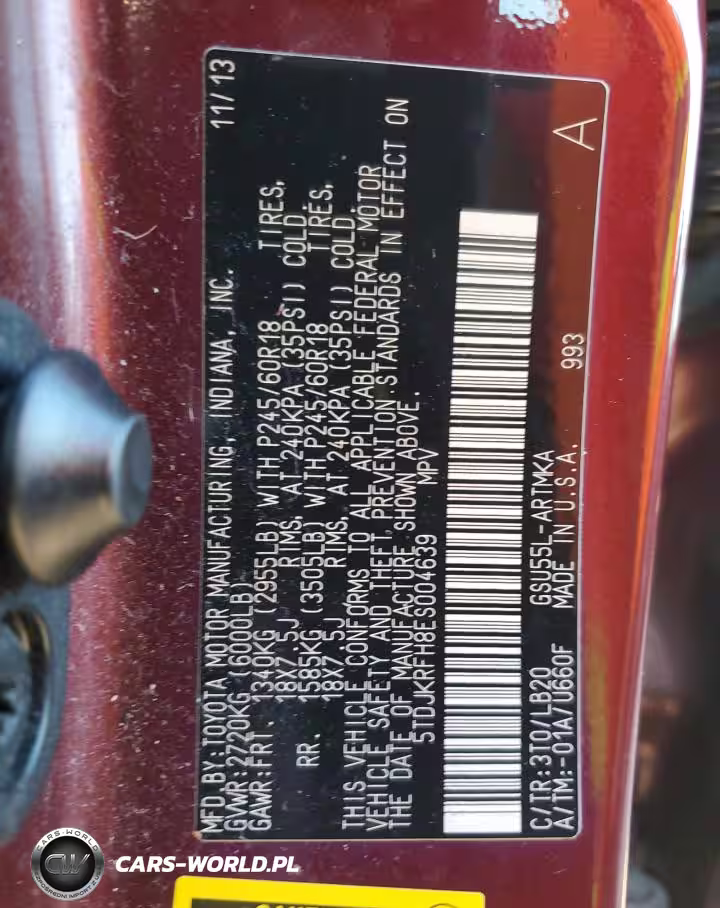 MFD. BY: TOYOTA MOTOR MANUFACTURING, INDIANA, INC. 11/13
GVWR: 2720KG (6000LB)
GAWR: FRT. 1340KG (2955LB) WITH P245/60R18 TIRES,
18X7.5J RIMS, AT 240KPA (35PSI) COLD.
RR. 1585KG (3505LB) WITH P245/60R18 TIRES,
18X7.5J RIMS, AT 240KPA (35PSI) COLD.
THIS VEHICLE CONFORMS TO ALL APPLICABLE FEDERAL MOTOR
VEHICLE SAFETY AND THEFT PREVENTION STANDARDS IN EFFECT ON
THE DATE OF MANUFACTURE SHOWN ABOVE.
5TDJKRFH8ES004639 MPV
C/TR: 3T0/LB20 GSU55L-ARTMKA 993 A
A/TM: -01A/U660F MADE IN U.S.A.
CARS-WORLD
CW
CARS-WORLD.PL